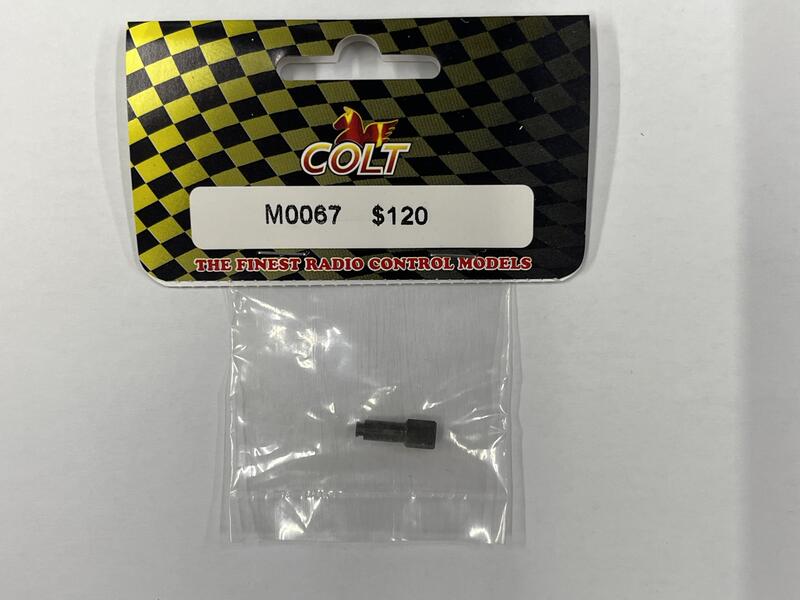 COLT
M0067 $120
THE FINEST RADIO CONTROL MODELS